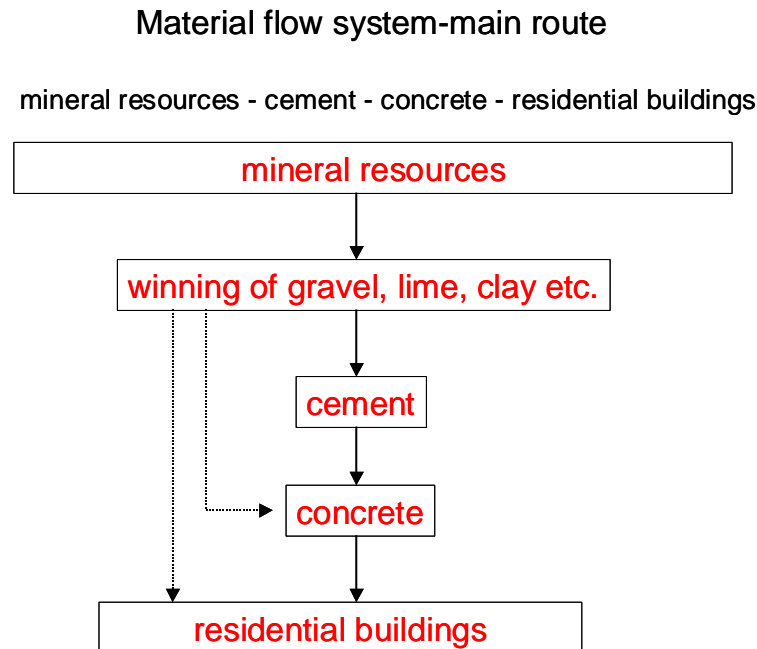 Material flow system-main route
mineral resources - cement - concrete - residential buildings
mineral resources
winning of gravel, lime, clay etc.
cement
concrete
residential buildings